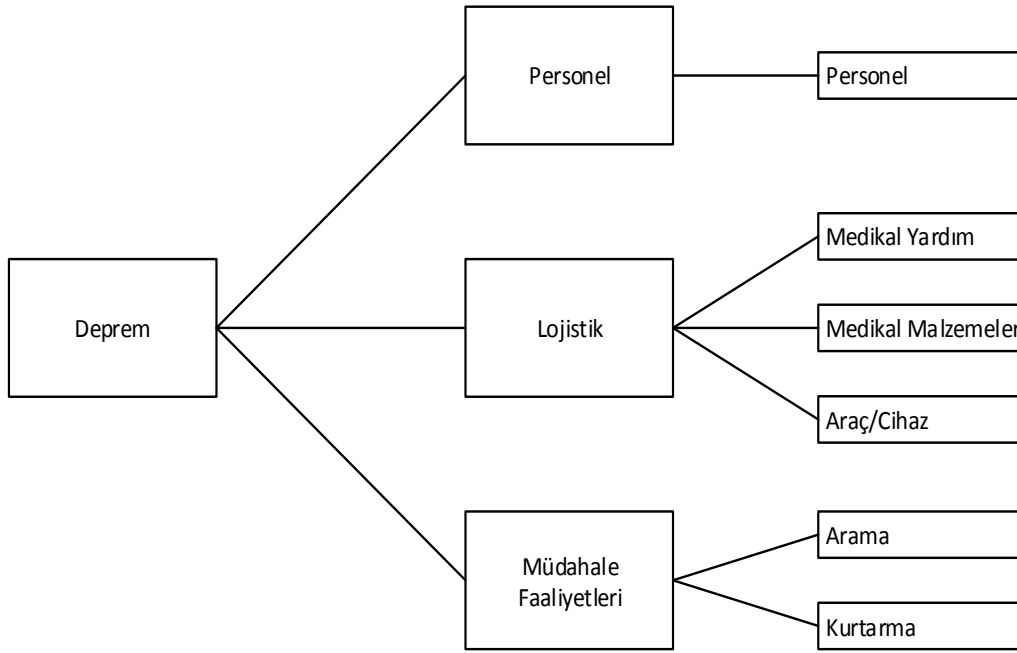 Personel
Personel
Medikal Yardım
Deprem
Lojistik
Medikal Malzemeler
Araç/Cihaz
Müdahale
Faaliyetleri
Arama
Kurtarma